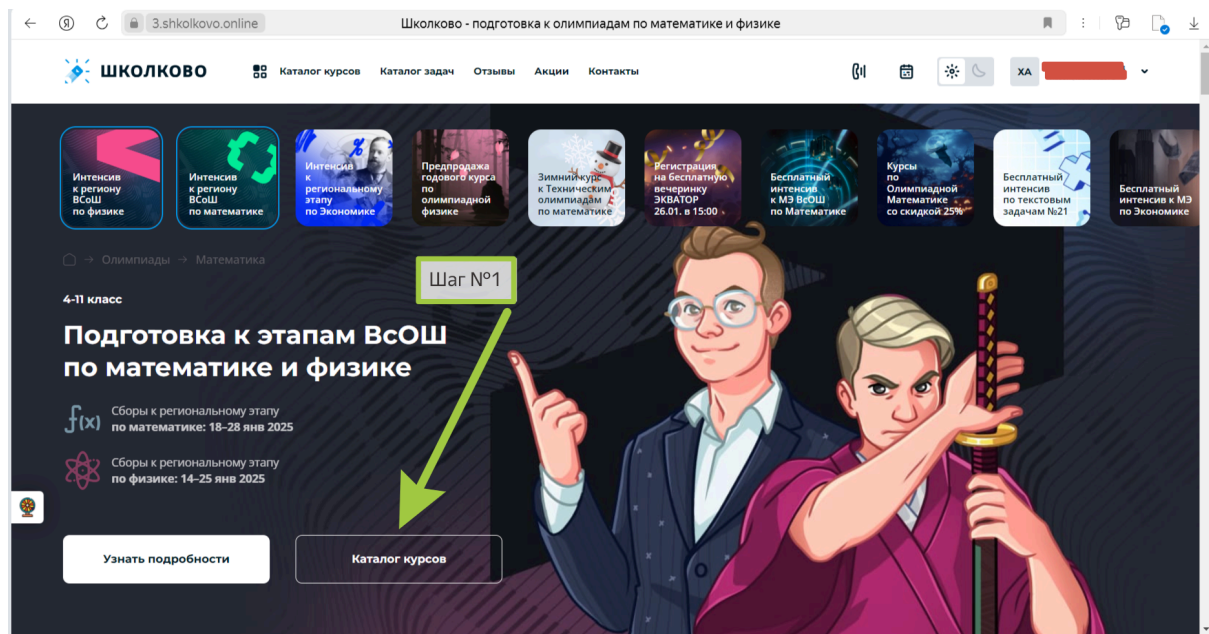 3.shkolkovo.online
Школково - подготовка к олимпиадам по математике и физике
ШКОЛКОВО
Каталог курсов
Каталог задач
Отзывы
Акции
Контакты
ХА
Интенсив
к региону
ВСоШ
по физике
Интенсив
к региону
ВСоШ
по математике
Интенсив
к
региональному
этапу
по Экономике
Предпродажа
годового курса
по
олимпиадной
физике
Зимний курс
к Техническим
олимпиадам
по математике
Регистрация
на бесплатную
вечеринку
ЭКВАТОР
26.01. в 15:00
Бесплатный
интенсив
к МЭ ВсОШ
по Математике
Курсы
по
Олимпиадной
Математике
со скидкой 25%
Бесплатный
интенсив
по текстовым
задачам №21
Бесплатный
интенсив к МЭ
по Экономике
→ Олимпиады → Математика
Шаг №1
4-11 класс
Подготовка к этапам ВсОШ
по математике и физике
f(x)
Сборы к региональному этапу
по математике: 18–28 янв 2025
Сборы к региональному этапу
по физике: 14–25 янв 2025
Узнать подробности
Каталог курсов